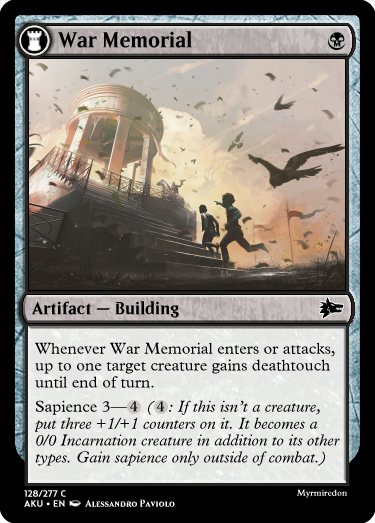 War Memorial
Artifact — Building
Whenever War Memorial enters or attacks,
up to one target creature gains deathtouch
until end of turn.
Sapience 3—4 (4: If this isn't a creature,
put three +1/+1 counters on it. It becomes a
0/0 Incarnation creature in addition to its other
types. Gain sapience only outside of combat.)
128/277 C
Myrmiredon
AKU • EN Alessandro Paviolo